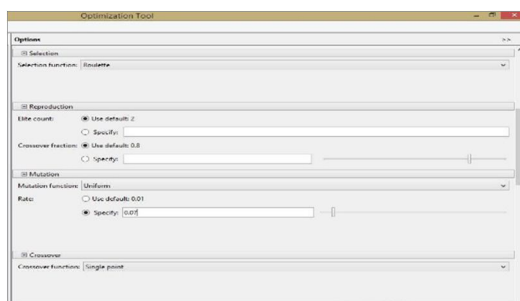 Optimization Tool
Options >>
Selection
Selection function: Roulette
Reproduction
Elite count: Use default: 2
Specify:
Crossover fraction: Use default: 0.8
Specify:
Mutation
Mutation function: Uniform
Rate: Use default: 0.01
Specify: 0.07
Crossover
Crossover function: Single point